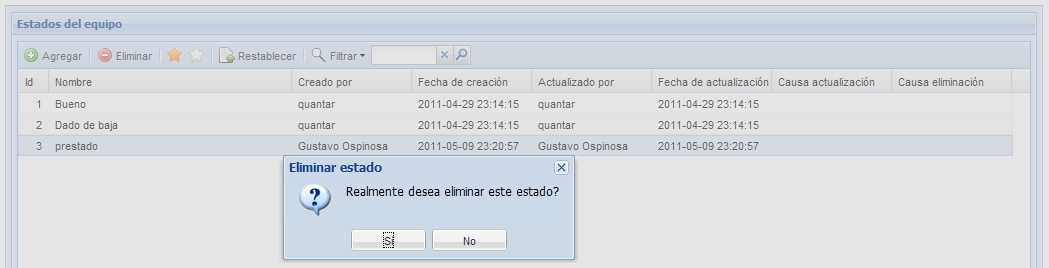 Estados del equipo
Agregar Eliminar Restablecer Filtrar
Id Nombre Creado por Fecha de creación Actualizado por Fecha de actualización Causa actualización Causa eliminación
1 Bueno quantar 2011-04-29 23:14:15 quantar 2011-04-29 23:14:15
2 Dado de baja quantar 2011-04-29 23:14:15 quantar 2011-04-29 23:14:15
3 prestado Gustavo Ospinosa 2011-05-09 23:20:57 Gustavo Ospinosa 2011-05-09 23:20:57
Eliminar estado
Realmente desea eliminar este estado?
Sí No